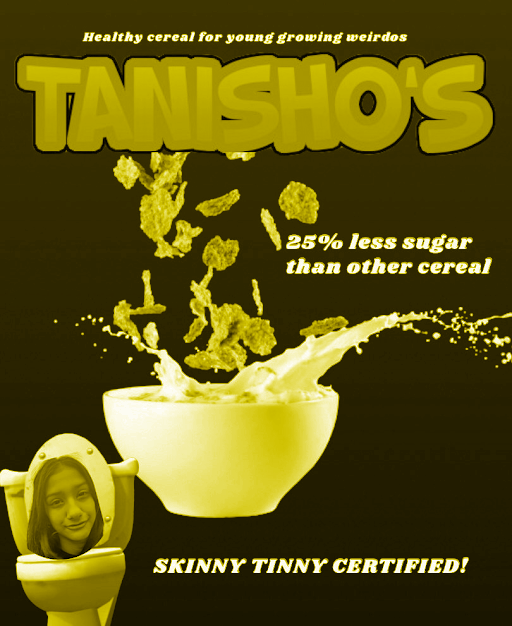 Healthy cereal for young growing weirdos
TANISHO'S
25% less sugar
than other cereal
SKINNY TINNY CERTIFIED!